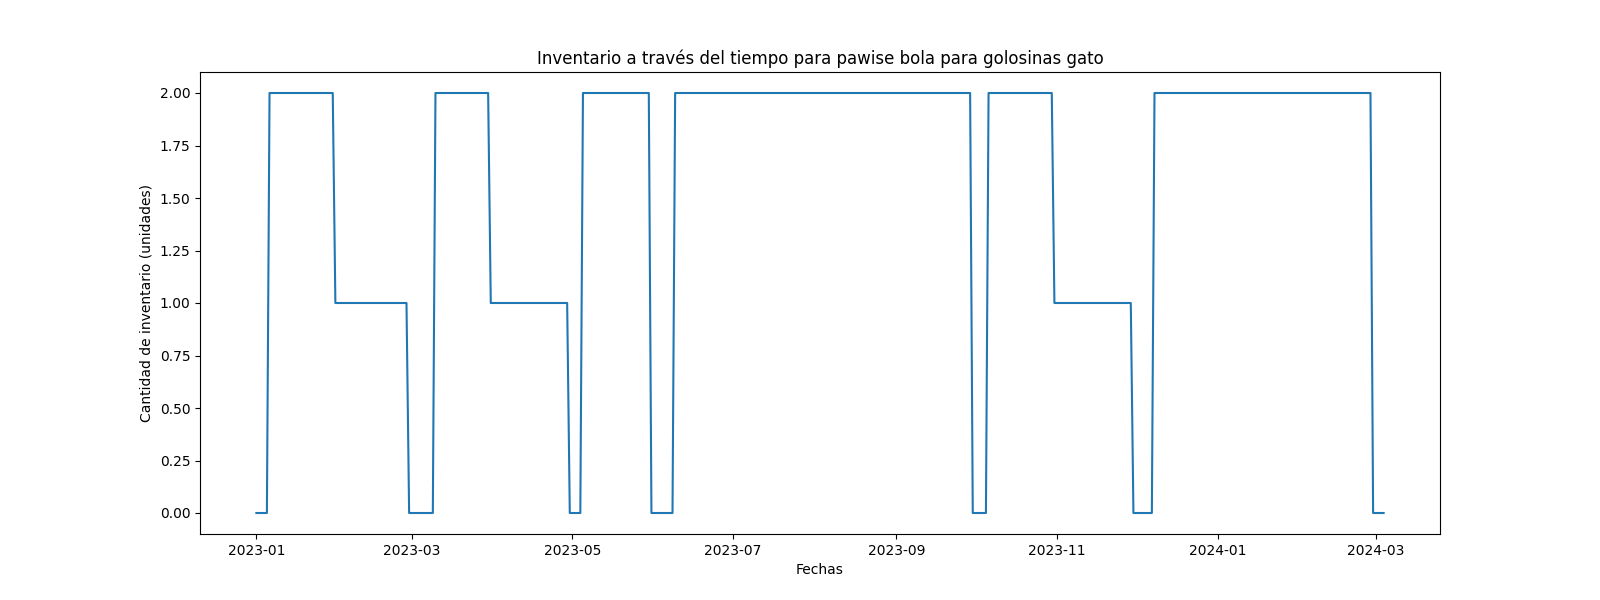 Inventario a través del tiempo para pawise bola para golosinas gato
Cantidad de inventario (unidades)
2.00
1.75
1.50
1.25
1.00
0.75
0.50
0.25
0.00
2023-01 2023-03 2023-05 2023-07 2023-09 2023-11 2024-01 2024-03
Fechas